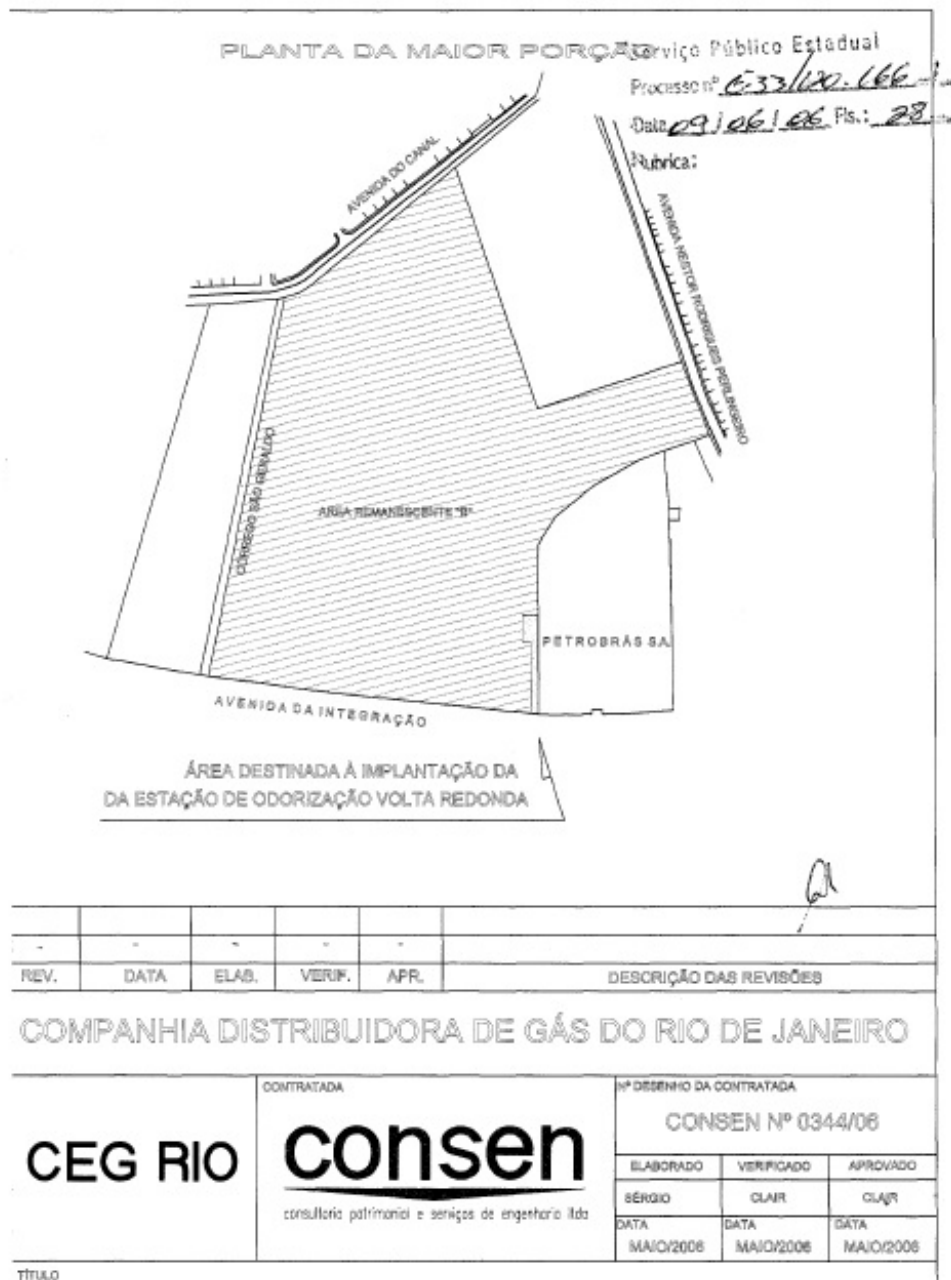 PLANTA DA MAIOR PORÇÃO
Serviço Público Estadual
Processo nº E-33/120.166
Data 09/06/06 Fls.: 28
Rubrica:
AVENIDA DO CANAL
AVENIDA NESTOR RODRIGUES PERLINGEIRO
CÓRREGO SÃO GERALDO
ÁREA REMANESCENTE "B"
PETROBRÁS S.A.
AVENIDA DA INTEGRAÇÃO
ÁREA DESTINADA À IMPLANTAÇÃO DA
DA ESTAÇÃO DE ODORIZAÇÃO VOLTA REDONDA
REV. DATA ELAB. VERIF. APR. DESCRIÇÃO DAS REVISÕES
COMPANHIA DISTRIBUIDORA DE GÁS DO RIO DE JANEIRO
CEG RIO
CONTRATADA
consen
consultoria patrimonial e serviços de engenharia ltda
Nº DESENHO DA CONTRATADA
CONSEN Nº 0344/06
ELABORADO VERIFICADO APROVADO
SÉRGIO CLAIR CLAIR
DATA DATA DATA
MAIO/2006 MAIO/2006 MAIO/2006
TÍTULO